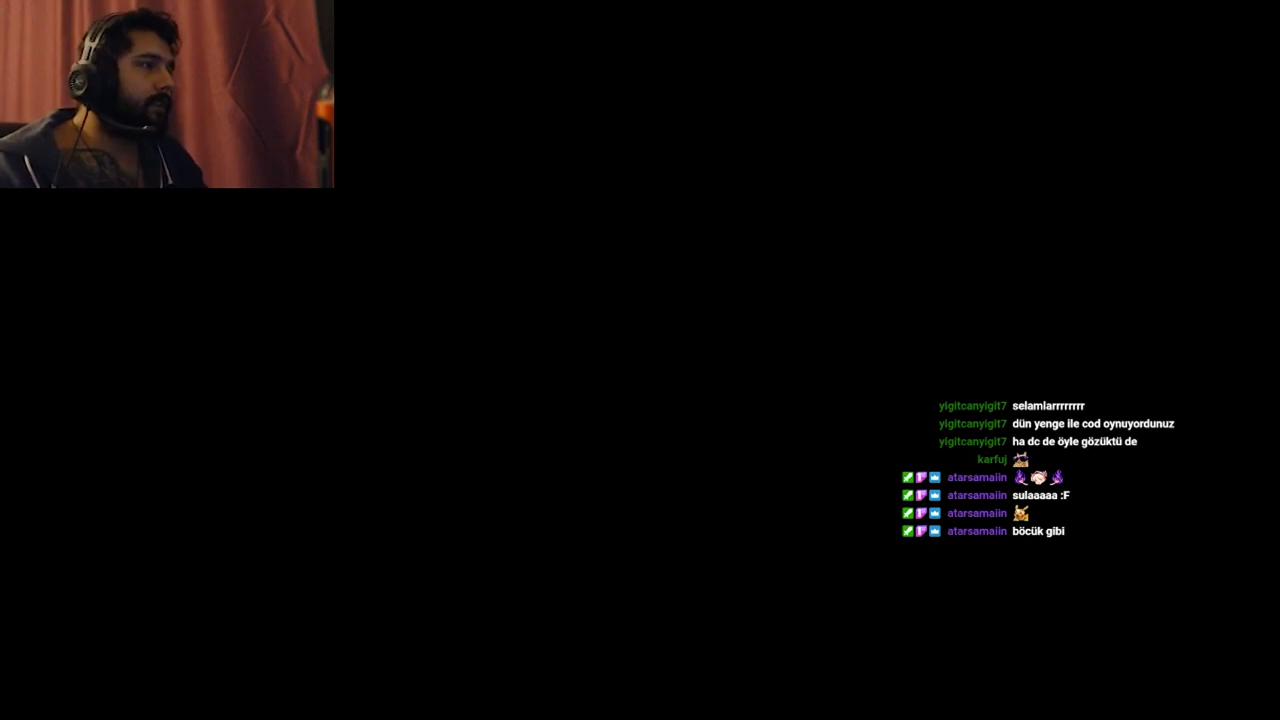 yigitcanyigit7 selamlarrrrrrrr
yigitcanyigit7 dün yenge ile cod oynuyordunuz
yigitcanyigit7 ha dc de öyle gözüktü de
karfuj
atarsamaiin
atarsamaiin sulaaaaa :F
atarsamaiin
atarsamaiin böcük gibi